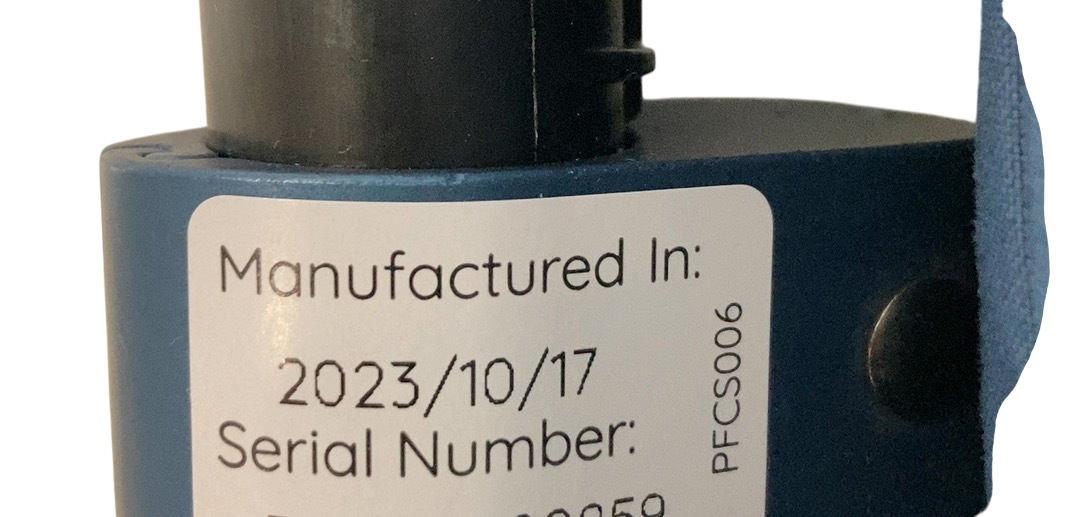 Manufactured In:
2023/10/17
Serial Number:
PFCS006